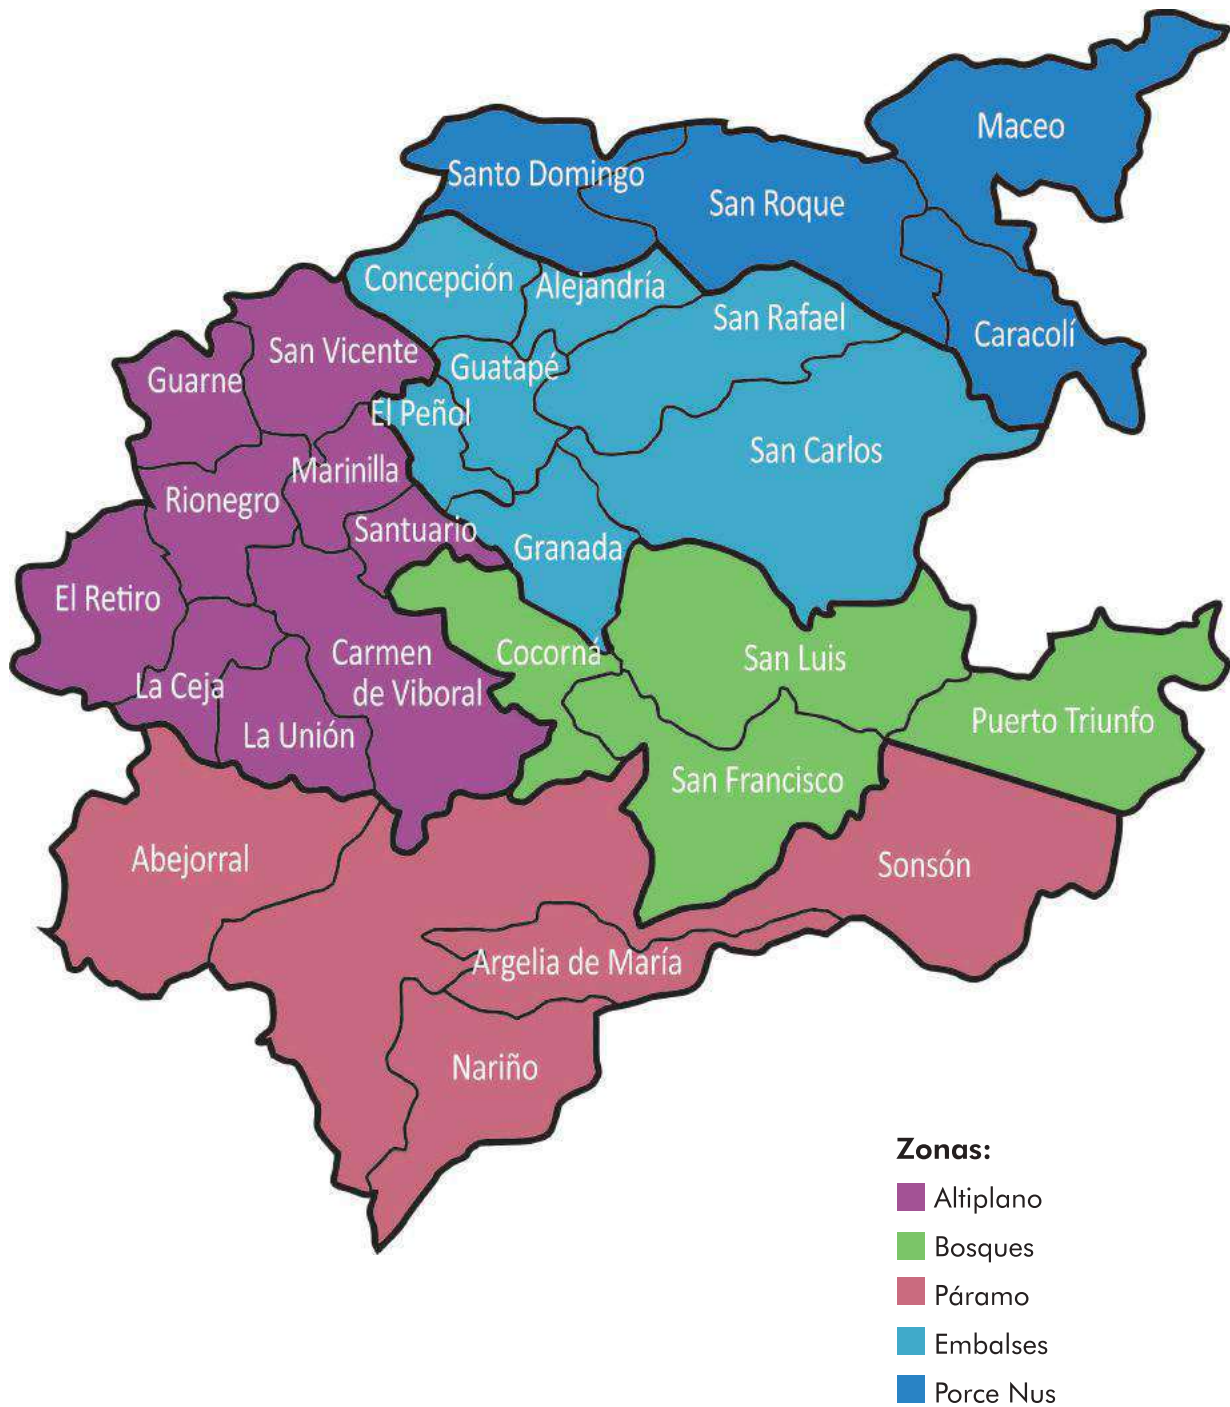 Maceo
Santo Domingo
San Roque
Concepción
Alejandría
San Rafael
Caracolí
San Vicente
Guatapé
Guarne
El Peñol
San Carlos
Marinilla
Rionegro
Santuario
Granada
El Retiro
Cocorná
Carmen
de Viboral
San Luis
La Ceja
Puerto Triunfo
La Unión
San Francisco
Abejorral
Sonsón
Argelia de María
Nariño
Zonas:
Altiplano
Bosques
Páramo
Embalses
Porce Nus